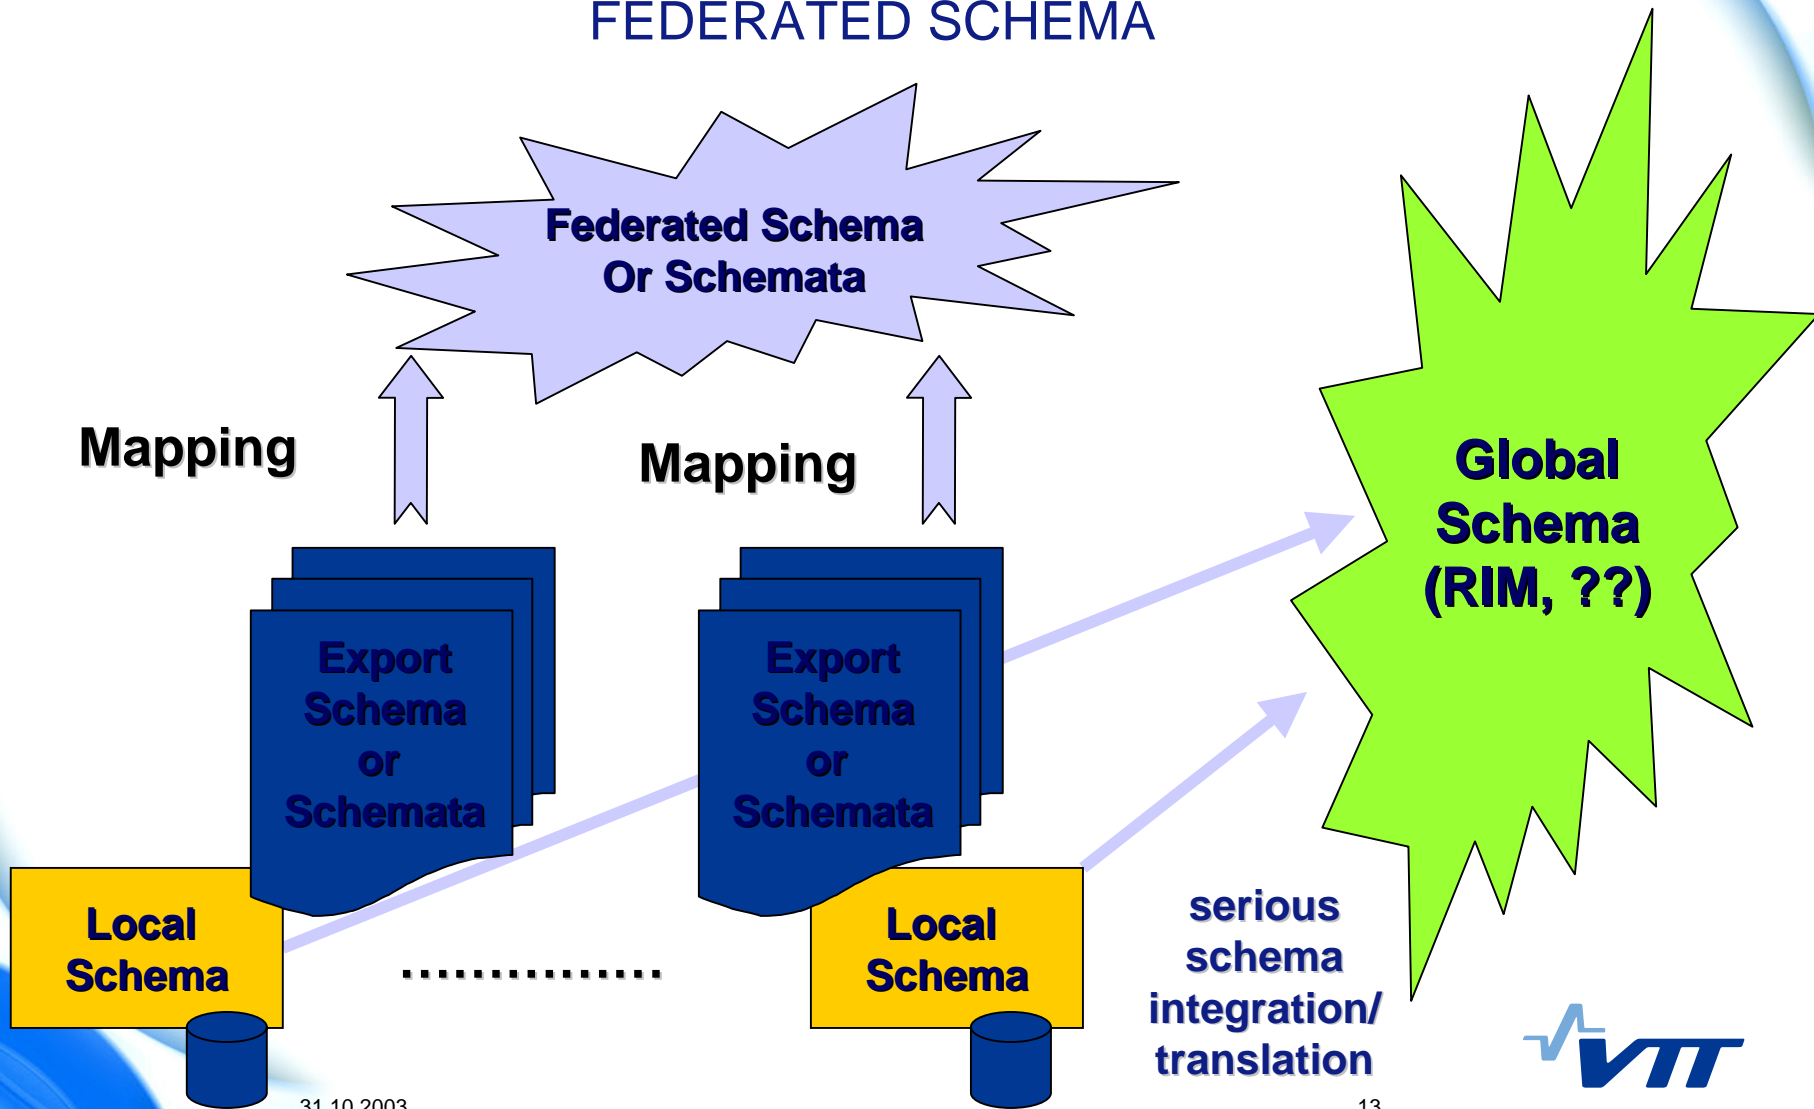 FEDERATED SCHEMA
Federated Schema
Or Schemata
Mapping
Mapping
Global
Schema
(RIM, ??)
Export
Schema
or
Schemata
Export
Schema
or
Schemata
Local
Schema
...............
Local
Schema
serious
schema
integration/
translation
VTT
31.10.2003
13